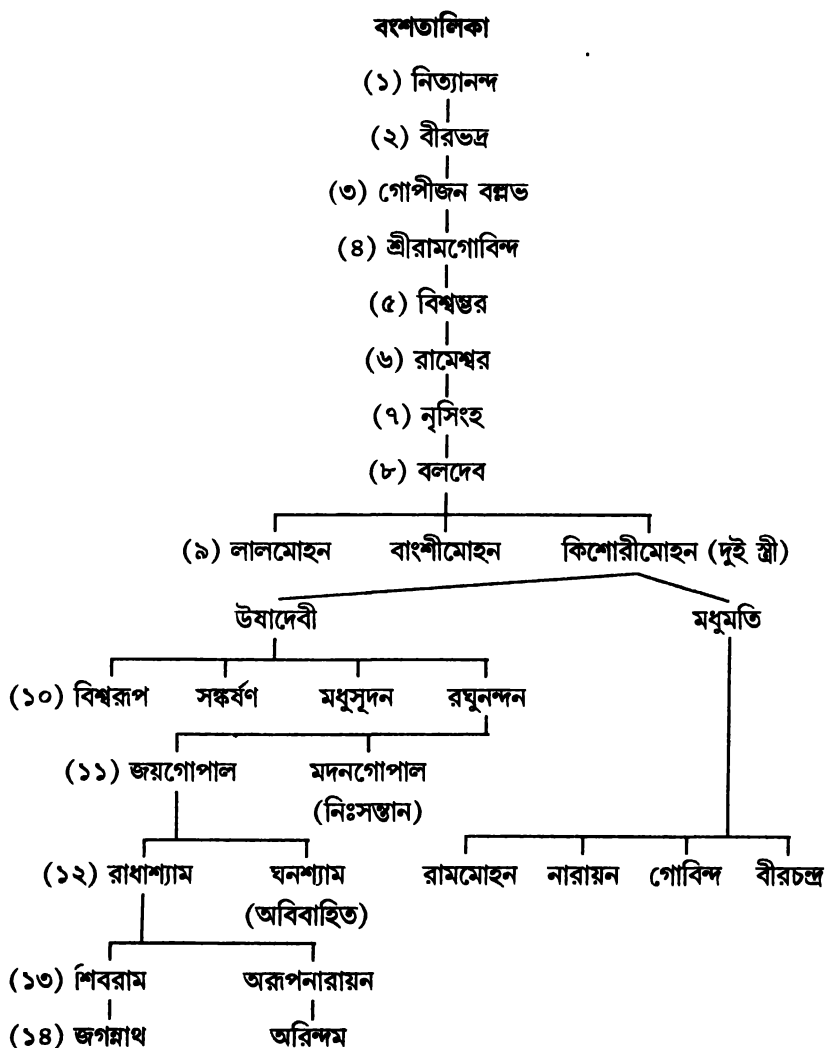 বংশতালিকা
(১) নিত্যানন্দ
(২) বীরভদ্র
(৩) গোপীজন বল্লভ
(৪) শ্রীরামগোবিন্দ
(৫) বিশ্বম্ভর
(৬) রামেশ্বর
(৭) নৃসিংহ
(৮) বলদেব
(৯) লালমোহন বাংশীমোহন কিশোরীমোহন (দুই স্ত্রী)
উষাদেবী মধুমতি
(১০) বিশ্বরূপ সঙ্কর্ষণ মধুসূদন রঘুনন্দন
(১১) জয়গোপাল মদনগোপাল
(নিঃসন্তান)
(১২) রাধাশ্যাম ঘনশ্যাম রামমোহন নারায়ন গোবিন্দ বীরচন্দ্র
(অবিবাহিত)
(১৩) শিবরাম অরূপনারায়ন
(১৪) জগন্নাথ অরিন্দম